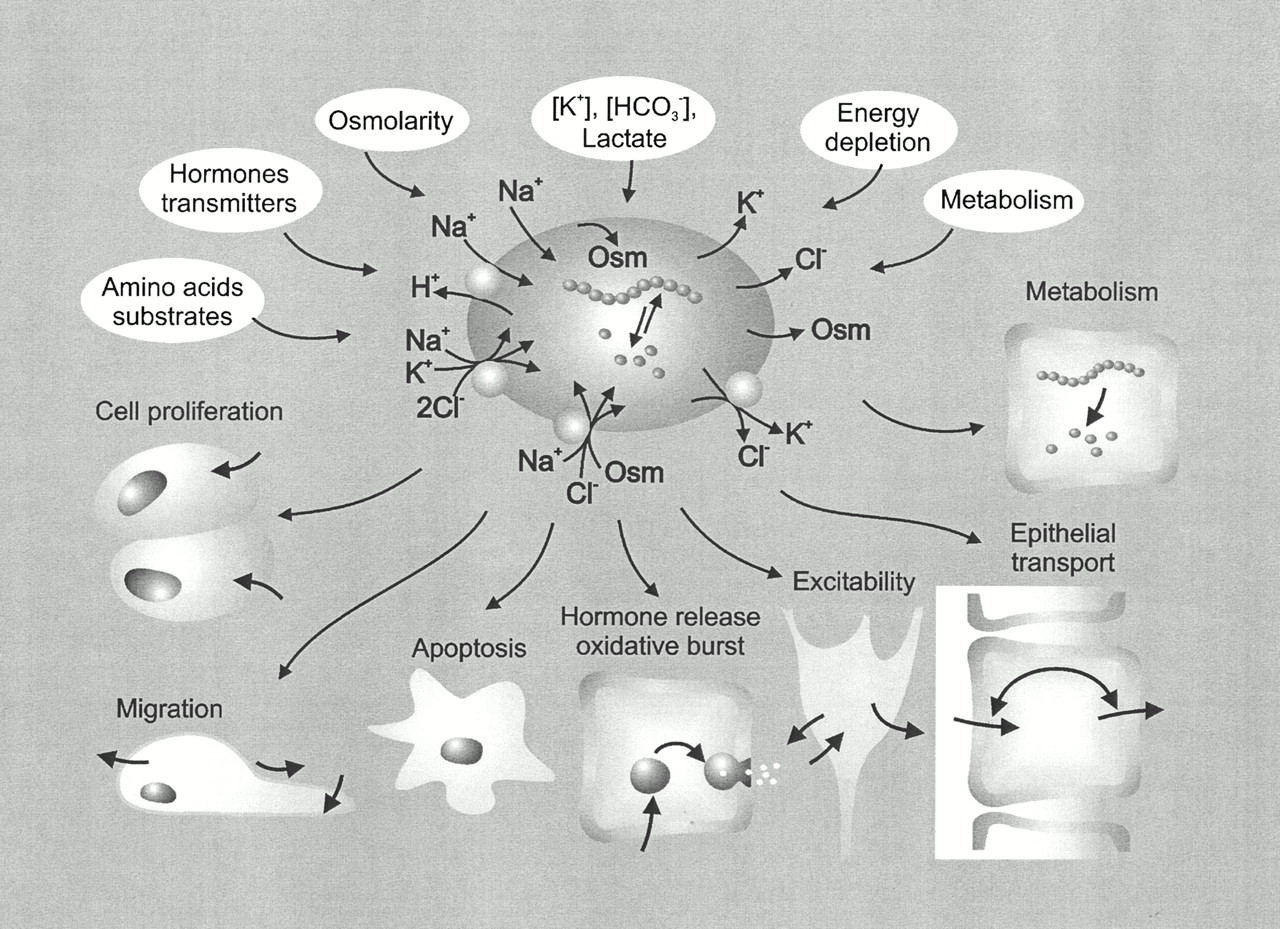 Osmolarity
[K⁺], [HCO₃⁻],
Lactate
Energy
depletion
Hormones
transmitters
Metabolism
Amino acids
substrates
Na⁺
Na⁺
H⁺
Na⁺
K⁺
2Cl⁻
Osm
K⁺
Cl⁻
Osm
K⁺
Cl⁻
Na⁺
Cl⁻
Osm
Metabolism
Cell proliferation
Epithelial
transport
Excitability
Hormone release
oxidative burst
Apoptosis
Migration